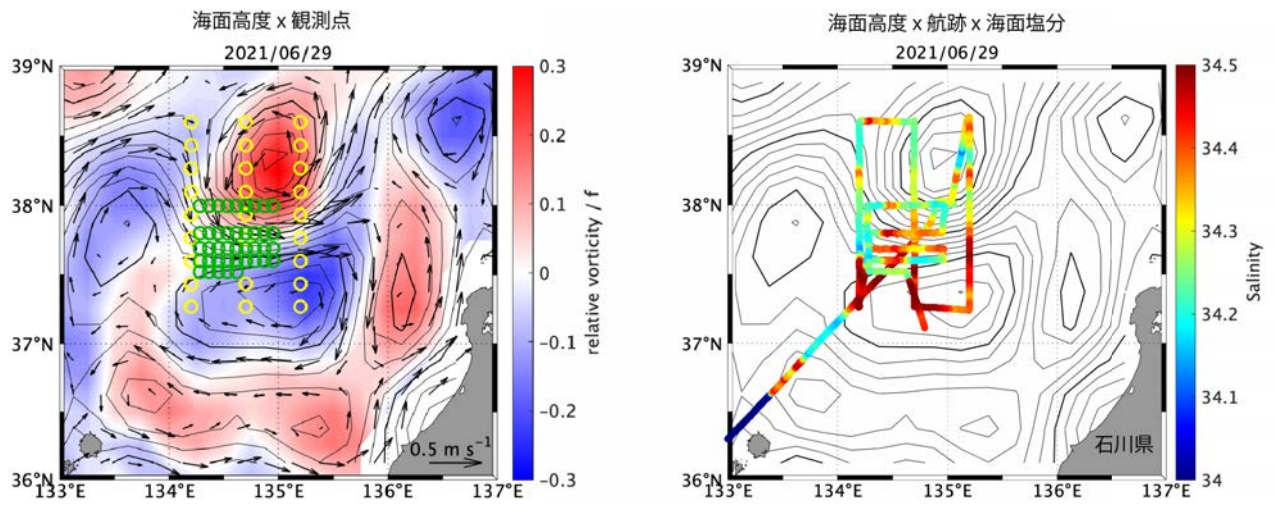 海面高度 x 観測点
2021/06/29
39°N
38°N
37°N
36°N
133°E
134°E
135°E
136°E
137°E
0.5 m s⁻¹
0.3
0.2
0.1
0
−0.1
−0.2
−0.3
relative vorticity / f
海面高度 x 航跡 x 海面塩分
2021/06/29
39°N
38°N
37°N
36°N
133°E
134°E
135°E
136°E
137°E
石川県
34.5
34.4
34.3
34.2
34.1
34
Salinity